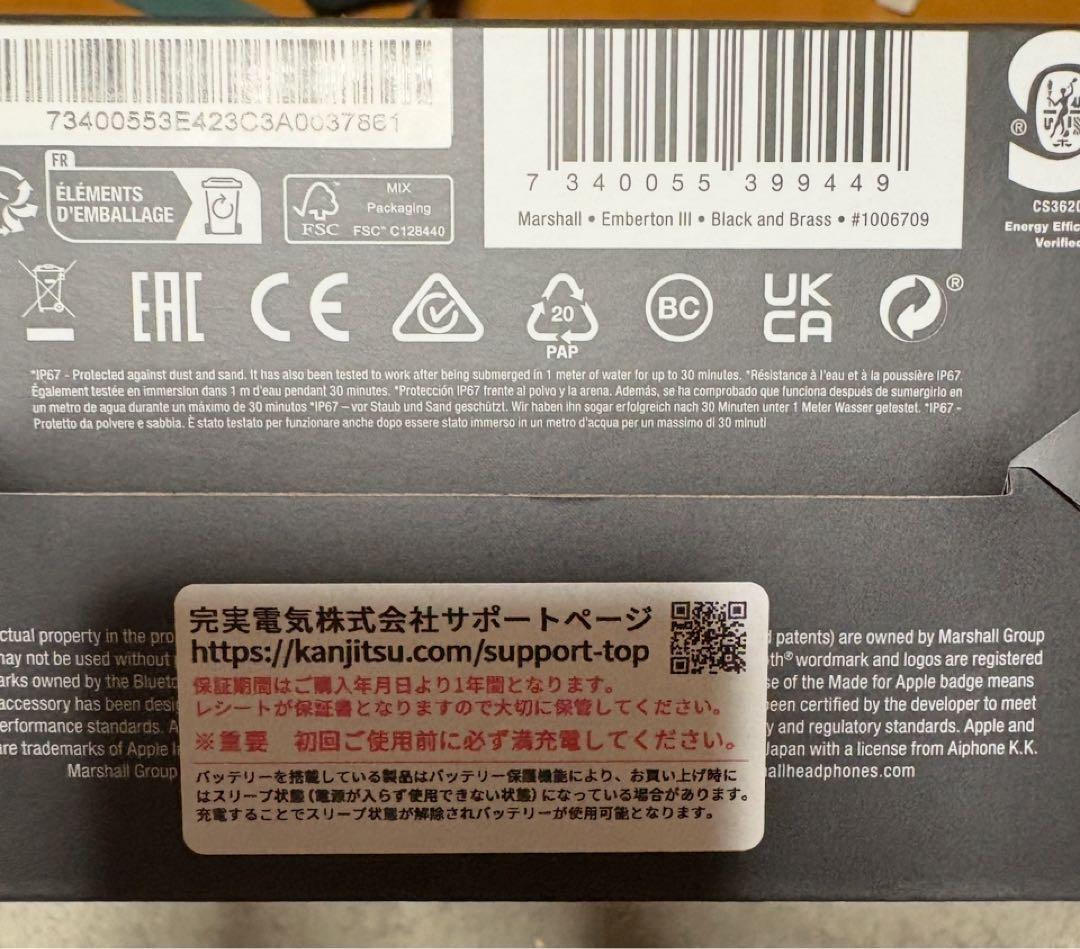 73400553E423C3A0037861
7 340055 399449
Marshall • Emberton III • Black and Brass • #1006709
FR
ÉLÉMENTS
D'EMBALLAGE
FSC
MIX
Packaging
FSC™ C128440
®
CS3620
Energy Effic
Verified
EAC
CE
20
PAP
BC
UK
CA
®
*IP67 - Protected against dust and sand. It has also been tested to work after being submerged in 1 meter of water for up to 30 minutes. *Résistance à l'eau et à la poussière IP67.
Également testée en immersion dans 1 m d'eau pendant 30 minutes. *Protección IP67 frente al polvo y la arena. Además, se ha comprobado que funciona después de sumergirlo en
un metro de agua durante un máximo de 30 minutos *IP67 – vor Staub und Sand geschützt. Wir haben ihn sogar erfolgreich nach 30 Minuten unter 1 Meter Wasser getestet. *IP67 -
Protetto da polvere e sabbia. È stato testato per funzionare anche dopo essere stato immerso in un metro d'acqua per un massimo di 30 minuti
完実電気株式会社サポートページ
https://kanjitsu.com/support-top
保証期間はご購入年月日より1年間となります。
レシートが保証書となりますので大切に保管してください。
※重要 初回ご使用前に必ず満充電してください。
バッテリーを搭載している製品はバッテリー保護機能により、お買い上げ時に
はスリープ状態(電源が入らず使用できない状態)になっている場合があります。
充電することでスリープ状態が解除されバッテリーが使用可能となります。
ctual property in the pro
may not be used without
arks owned by the Blueto
accessory has been desi
erformance standards. A
are trademarks of Apple I
Marshall Group
d patents) are owned by Marshall Group
th® wordmark and logos are registered
se of the Made for Apple badge means
been certified by the developer to meet
y and regulatory standards. Apple and
Japan with a license from Aiphone K.K.
allheadphones.com